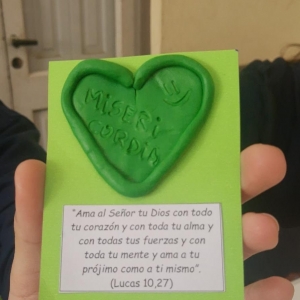 MISERI
CORDIA
"Ama al Señor tu Dios con todo
tu corazón y con toda tu alma y
con todas tus fuerzas y con
toda tu mente y ama a tu
prójimo como a ti mismo".
(Lucas 10,27)